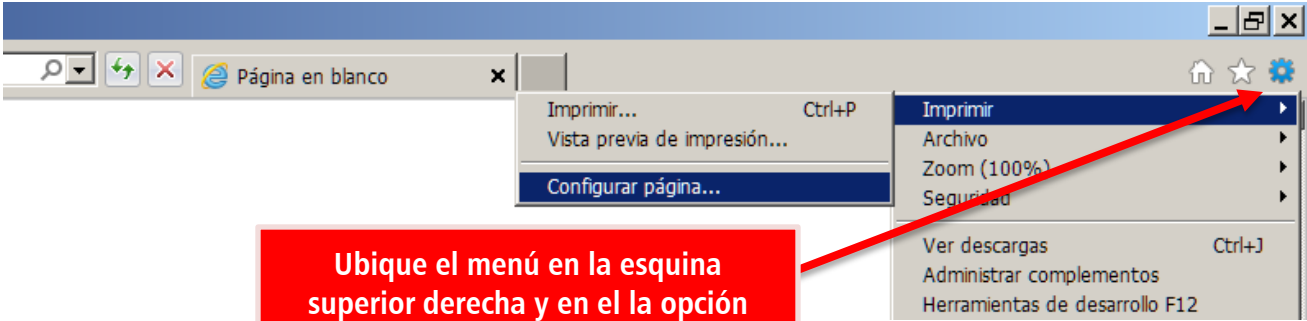 Página en blanco
Imprimir... Ctrl+P
Vista previa de impresión...
Configurar página...
Imprimir
Archivo
Zoom (100%)
Seguridad
Ver descargas Ctrl+J
Administrar complementos
Herramientas de desarrollo F12
Ubique el menú en la esquina
superior derecha y en el la opción